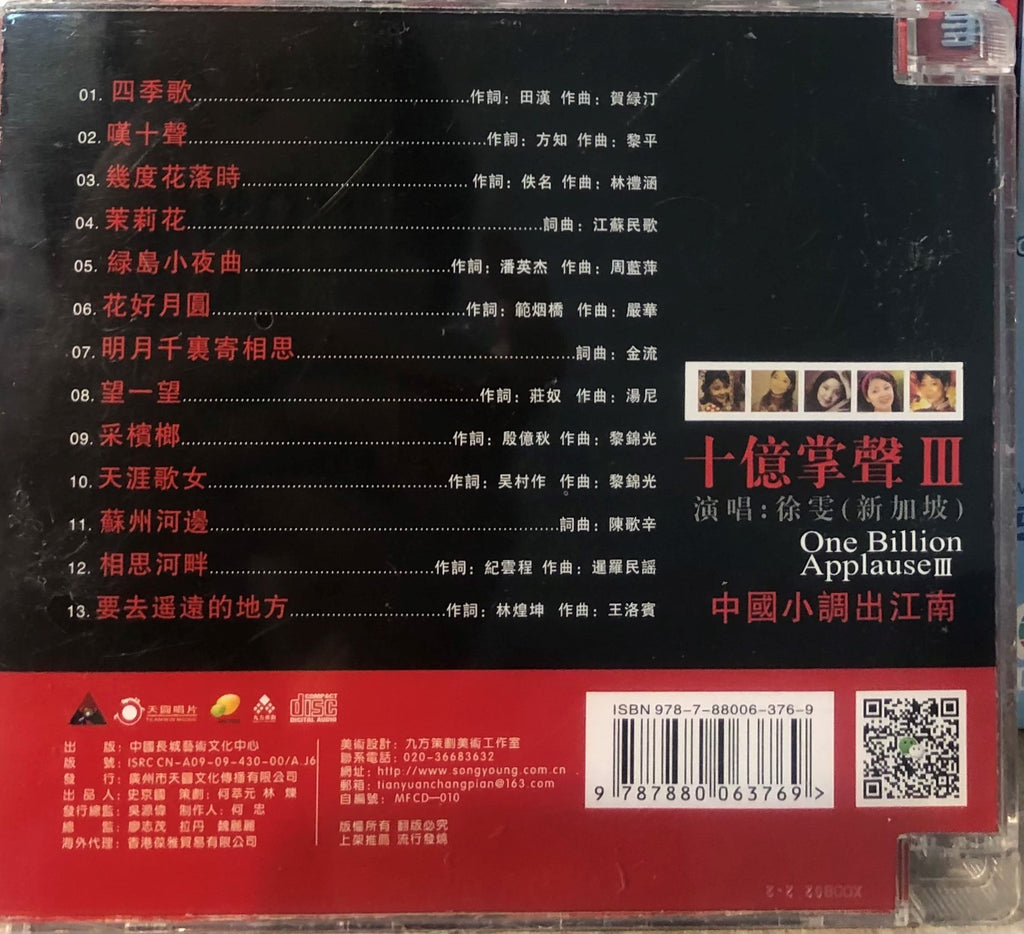 01. 四季歌........作詞：田漢 作曲：賀綠汀
02. 嘆十聲........作詞：方知 作曲：黎平
03. 幾度花落時........作詞：佚名 作曲：林禮涵
04. 茉莉花........詞曲：江蘇民歌
05. 緑島小夜曲........作詞：潘英杰 作曲：周藍萍
06. 花好月圓........作詞：範烟橋 作曲：嚴華
07. 明月千裏寄相思........詞曲：金流
08. 望一望........作詞：莊奴 作曲：湯尼
09. 采檳榔........作詞：殷億秋 作曲：黎錦光
10. 天涯歌女........作詞：吴村作 作曲：黎錦光
11. 蘇州河邊........詞曲：陳歌辛
12. 相思河畔........作詞：紀雲程 作曲：暹羅民謡
13. 要去遥遠的地方........作詞：林煌坤 作曲：王洛賓
十億掌聲 III
演唱：徐雯(新加坡)
One Billion
Applause III
中國小調出江南
天圓唱片
九方策劃
COMPACT
disc
DIGITAL AUDIO
出 版：中國長城藝術文化中心
版 號：ISRC CN-A09-09-430-00/A.J6
發 行：廣州市天圓文化傳播有限公司
出 品 人：史京國 策劃：何萃元 林 煉
發行總監：吳源偉 制作人：何 忠
總 監：廖志茂 拉丹 魏麗麗
海外代理：香港葆雅貿易有限公司
美術設計：九方策劃美術工作室
聯系電話：020-36683632
網址：http://www.songyoung.com.cn
郵箱：tianyuanchangpian@163.com
自編號：MFCD—010
版權所有 翻版必究
上架推薦 流行發燒
ISBN 978-7-88006-376-9
9 787880 063769 >